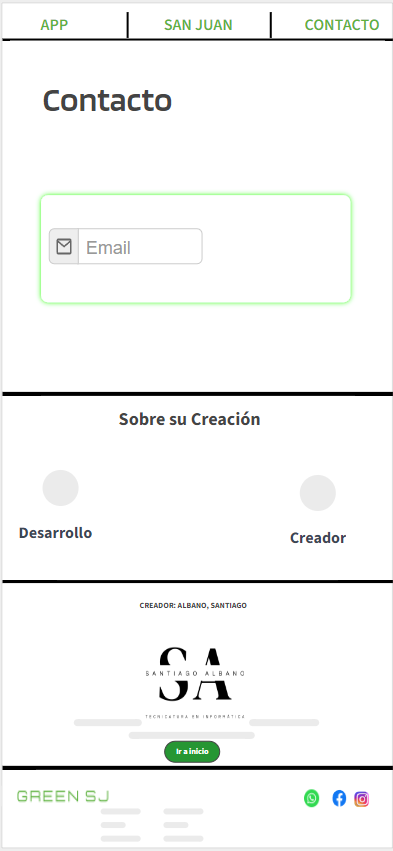 APP SAN JUAN CONTACTO
Contacto
Email
Sobre su Creación
Desarrollo
Creador
CREADOR: ALBANO, SANTIAGO
SA
SANTIAGO ALBANO
TECNICATURA EN INFORMÁTICA
Ir a inicio
GREEN SJ